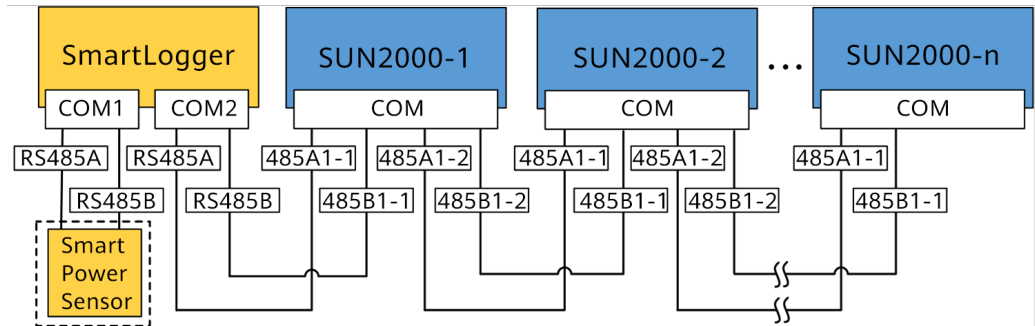 SmartLogger
SUN2000-1
SUN2000-2
...
SUN2000-n
COM1
COM2
COM
COM
COM
RS485A
RS485A
485A1-1
485A1-2
485A1-1
485A1-2
485A1-1
RS485B
RS485B
485B1-1
485B1-2
485B1-1
485B1-2
485B1-1
Smart
Power
Sensor